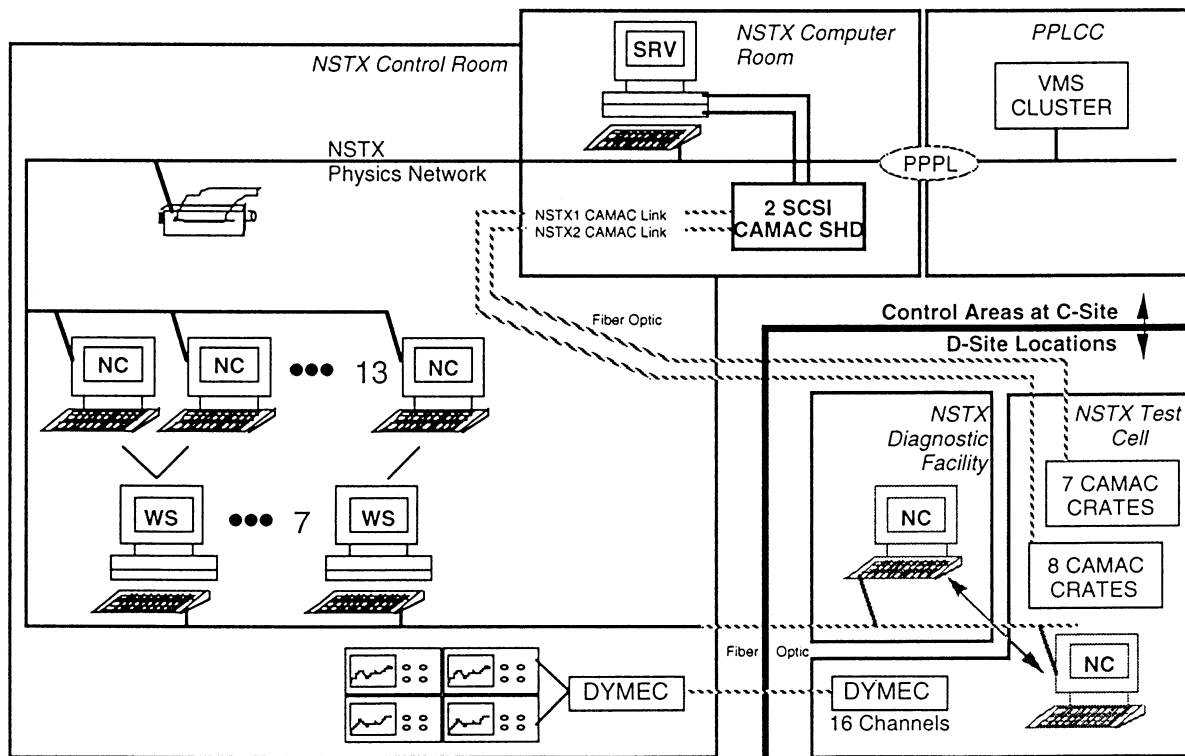 NSTX Control Room
NSTX Computer
Room
SRV
PPLCC
VMS
CLUSTER
NSTX
Physics Network
PPPL
NSTX1 CAMAC Link
NSTX2 CAMAC Link
2 SCSI
CAMAC SHD
Fiber Optic
Control Areas at C-Site
D-Site Locations
NC
NC
13
NC
WS
7
WS
NSTX
Diagnostic
Facility
NC
NSTX Test
Cell
7 CAMAC
CRATES
8 CAMAC
CRATES
NC
Fiber Optic
DYMEC
DYMEC
16 Channels